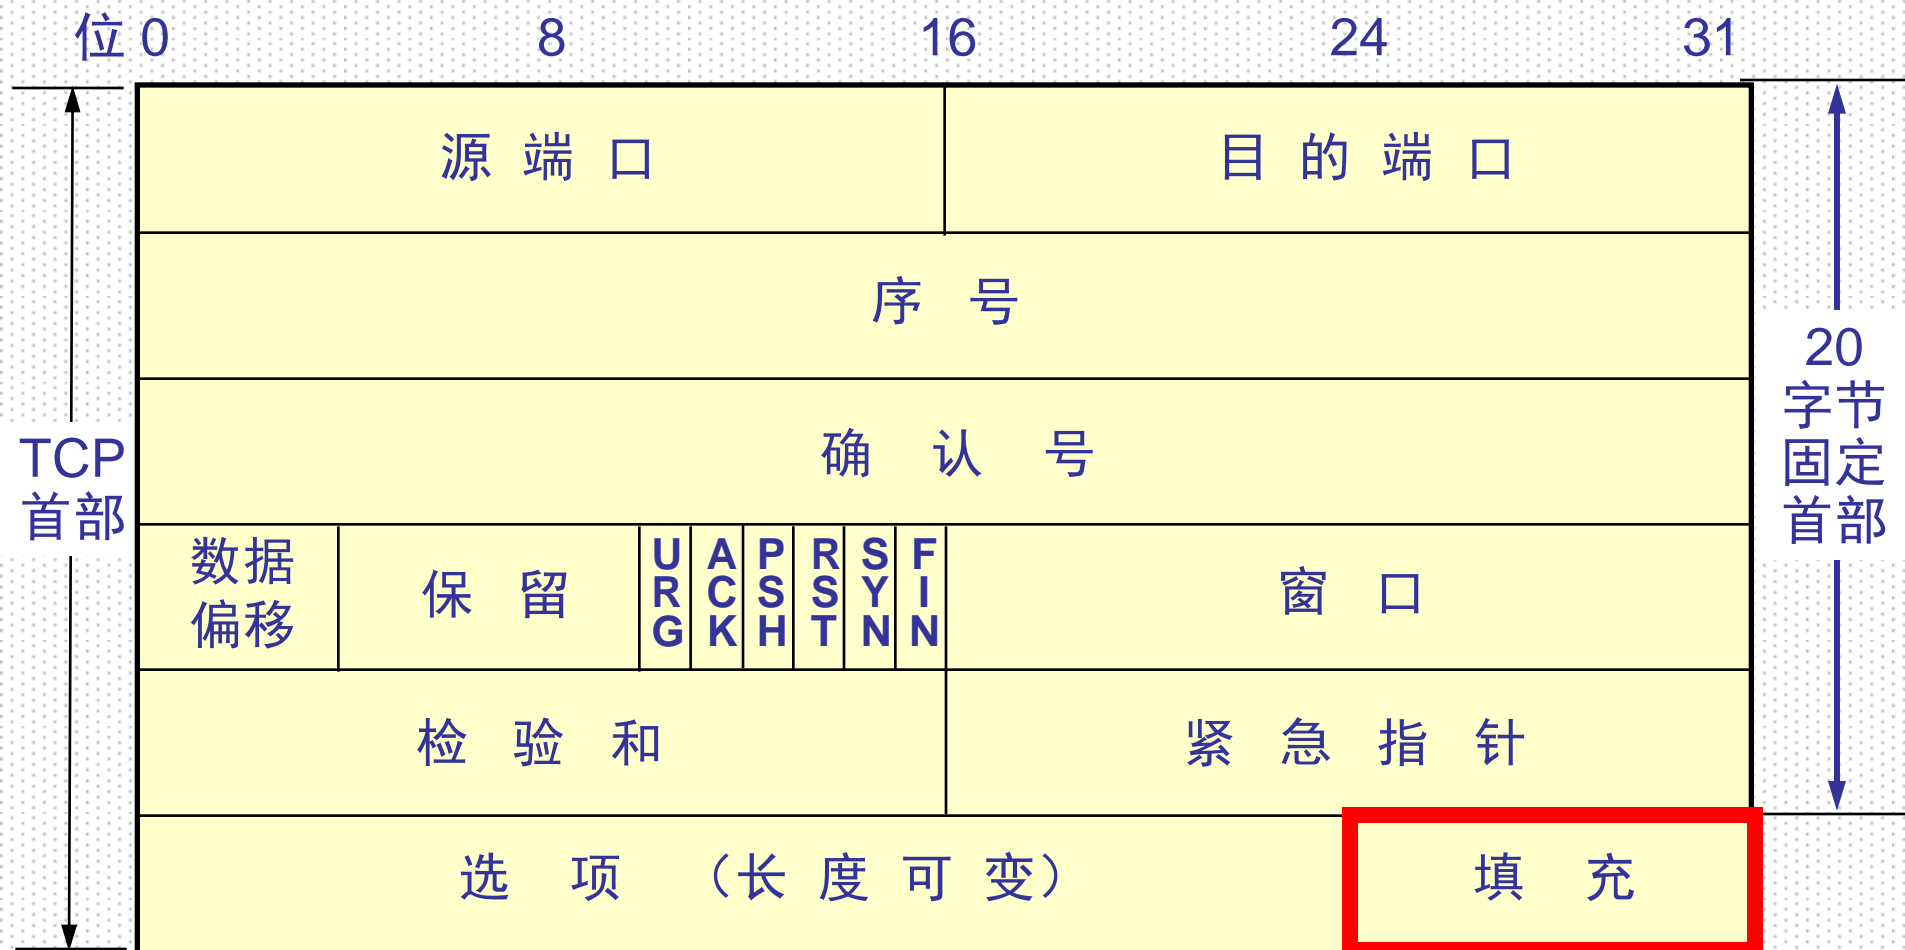 位 0 8 16 24 31
源 端 口 目 的 端 口
序 号
确 认 号
TCP
首部
20
字节
固定
首部
数据
偏移
保 留
URG ACK PSH RST SYN FIN
窗 口
检 验 和 紧 急 指 针
选 项 （长 度 可 变） 填 充